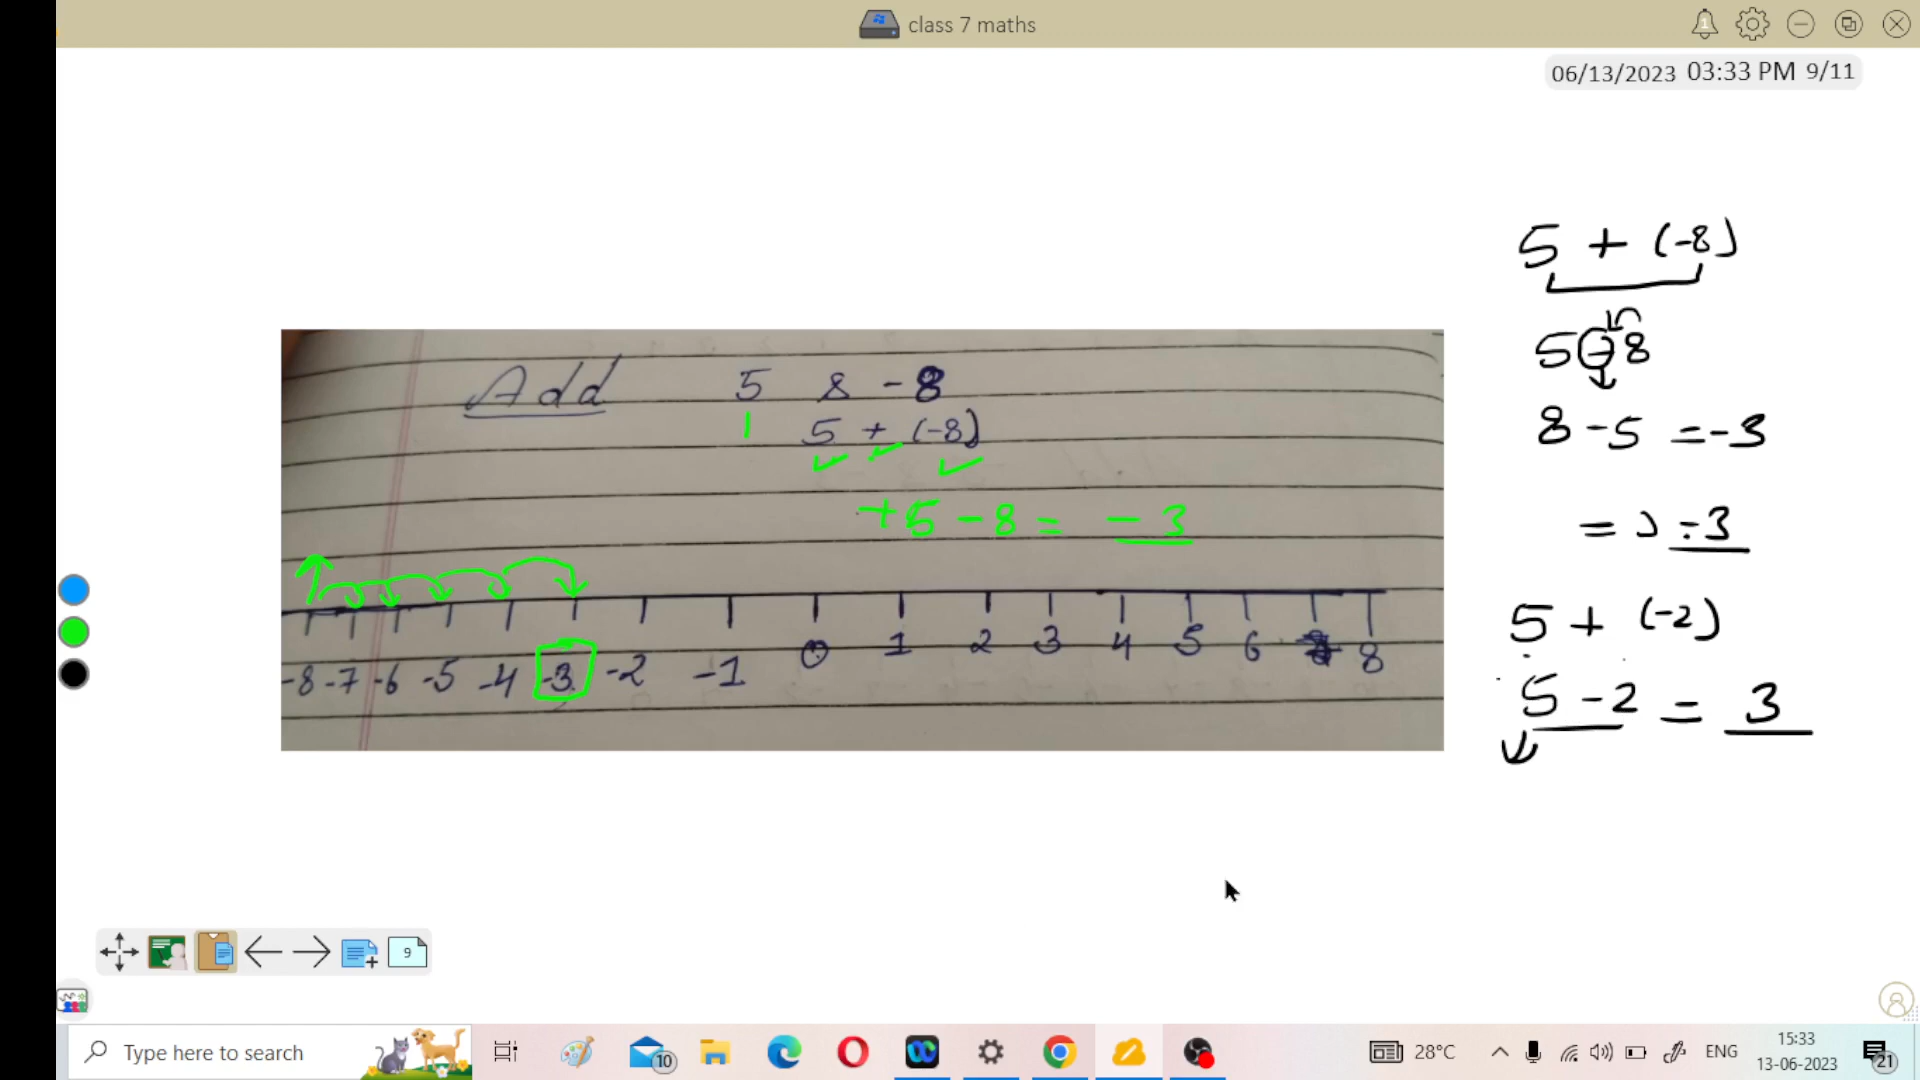 class 7 maths
06/13/2023 03:33 PM 9/11
Add 5 & -8
5 + (-8)
+5 -8 = -3
0 1 2 3 4 5 6 8
-8 -7 -6 -5 -4 -3 -2 -1
5 + (-8)
5 - 8
8 - 5 = -3
= -3
5 + (-2)
5 - 2 = 3
9
Type here to search
10
28°C
ENG
15:33
13-06-2023
21